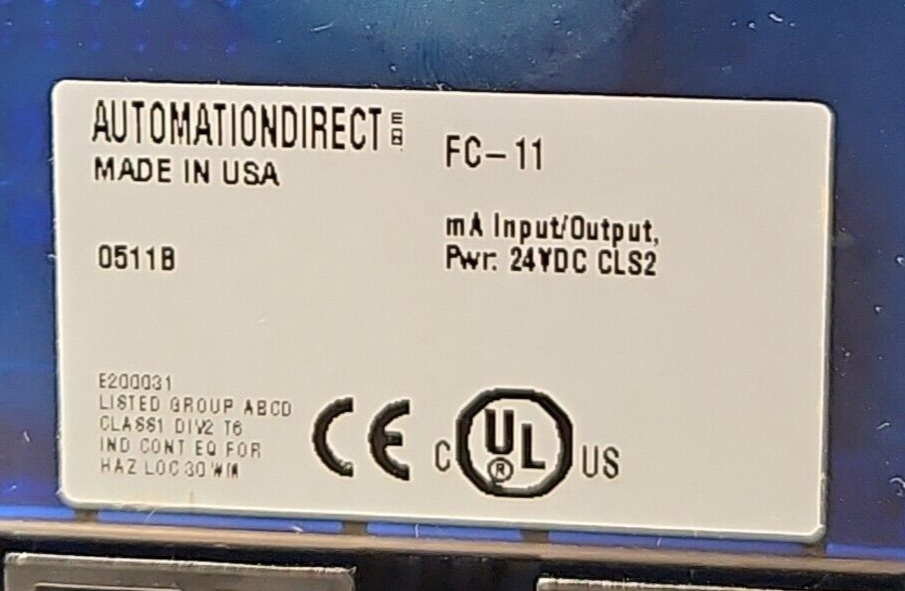 AUTOMATIONDIRECT
MADE IN USA
0511B
FC-11
mA Input/Output,
Pwr: 24VDC CLS2
E200031
LISTED GROUP ABCD
CLASS1 DIV2 T6
IND CONT EQ FOR
HAZ LOC 30
CE
C UL ® US